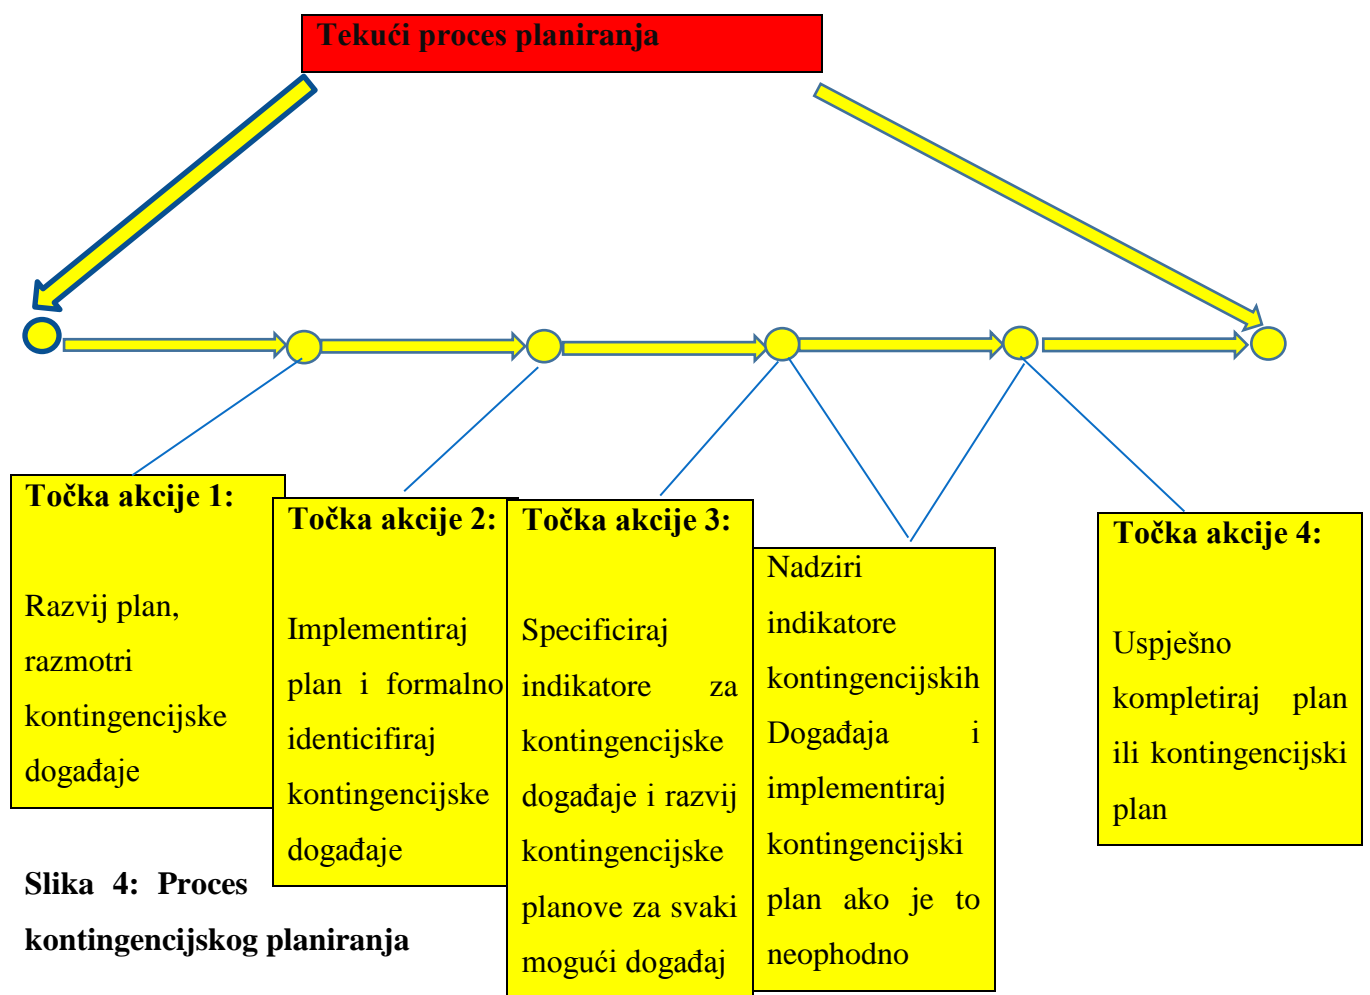 Tekući proces planiranja
Točka akcije 1:
Razvij plan,
razmotri
kontingencijske
događaje
Točka akcije 2:
Implementiraj
plan i formalno
identicifiraj
kontingencijske
događaje
Točka akcije 3:
Specificiraj
indikatore za
kontingencijske
događaje i razvij
kontingencijske
planove za svaki
mogući događaj
Nadziri
indikatore
kontingencijskih
Događaja i
implementiraj
kontingencijski
plan ako je to
neophodno
Točka akcije 4:
Uspješno
kompletiraj plan
ili kontingencijski
plan
Slika 4: Proces
kontingencijskog planiranja